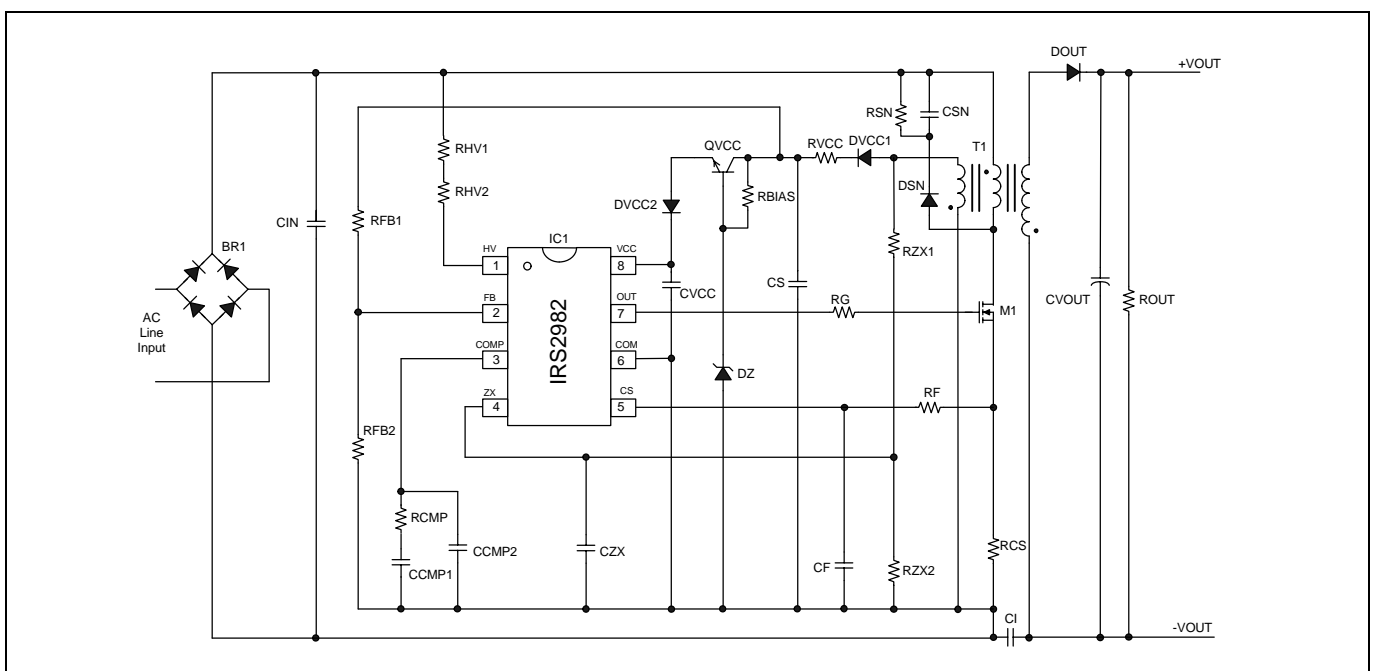 DOUT
+VOUT
RSN
CSN
RHV1
QVCC
RVCC
DVCC1
T1
RHV2
DSN
RBIAS
RFB1
DVCC2
CIN
BR1
IC1
HV
VCC
1
8
RZX1
CS
CVCC
FB
OUT
RG
2
7
M1
CVOUT
ROUT
AC
Line
Input
IRS2982
COMP
COM
3
6
DZ
ZX
CS
RF
4
5
RFB2
RCMP
CCMP2
CZX
RCS
CCMP1
CF
RZX2
CI
-VOUT